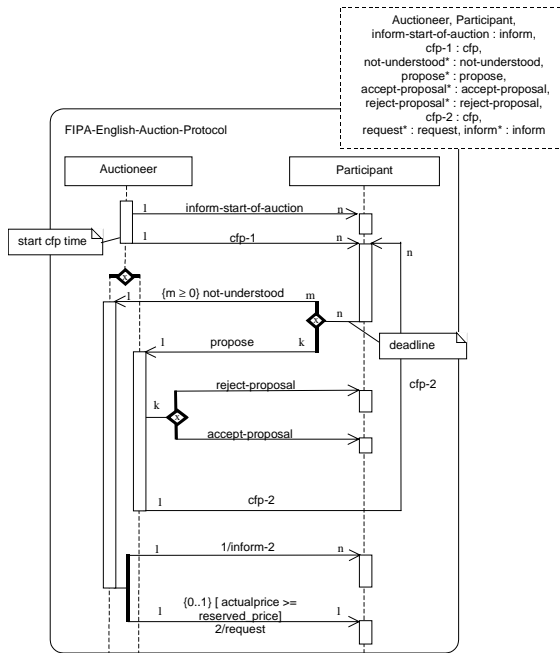 Auctioneer, Participant,
inform-start-of-auction : inform,
cfp-1 : cfp,
not-understood* : not-understood,
propose* : propose,
accept-proposal* : accept-proposal,
reject-proposal* : reject-proposal,
cfp-2 : cfp,
request* : request, inform* : inform
FIPA-English-Auction-Protocol
Auctioneer
Participant
1 inform-start-of-auction n
start cfp time
1 cfp-1 n
n
x
1 {m ≥ 0} not-understood m
x n
deadline
1 propose k
reject-proposal
cfp-2
k x
accept-proposal
1 cfp-2
1 1/inform-2 n
1 {0..1} [ actualprice >= 1
reserved_price]
2/request